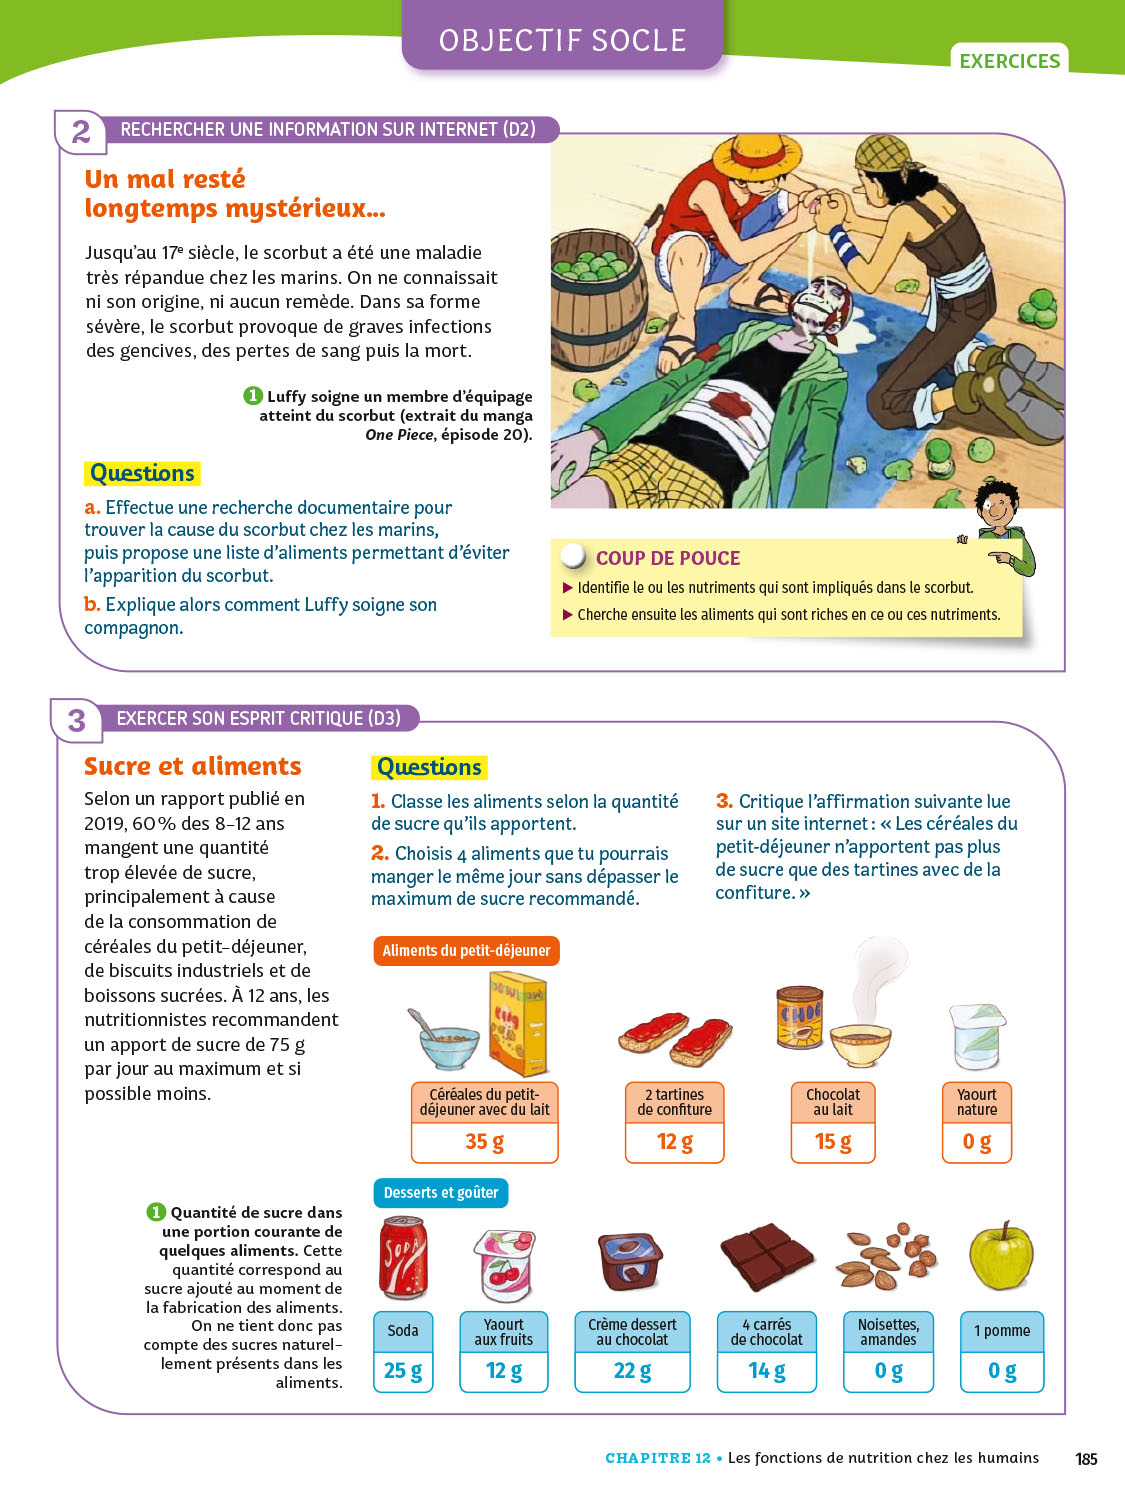 OBJECTIF SOCLE
EXERCICES
2 RECHERCHER UNE INFORMATION SUR INTERNET (D2)
Un mal resté
longtemps mystérieux...
Jusqu'au 17e siècle, le scorbut a été une maladie
très répandue chez les marins. On ne connaissait
ni son origine, ni aucun remède. Dans sa forme
sévère, le scorbut provoque de graves infections
des gencives, des pertes de sang puis la mort.
1 Luffy soigne un membre d'équipage
atteint du scorbut (extrait du manga
One Piece, épisode 20).
Questions
a. Effectue une recherche documentaire pour
trouver la cause du scorbut chez les marins,
puis propose une liste d'aliments permettant d'éviter
l'apparition du scorbut.
b. Explique alors comment Luffy soigne son
compagnon.
COUP DE POUCE
▶ Identifie le ou les nutriments qui sont impliqués dans le scorbut.
▶ Cherche ensuite les aliments qui sont riches en ce ou ces nutriments.
3 EXERCER SON ESPRIT CRITIQUE (D3)
Sucre et aliments
Selon un rapport publié en
2019, 60 % des 8-12 ans
mangent une quantité
trop élevée de sucre,
principalement à cause
de la consommation de
céréales du petit-déjeuner,
de biscuits industriels et de
boissons sucrées. À 12 ans, les
nutritionnistes recommandent
un apport de sucre de 75 g
par jour au maximum et si
possible moins.
Questions
1. Classe les aliments selon la quantité
de sucre qu'ils apportent.
2. Choisis 4 aliments que tu pourrais
manger le même jour sans dépasser le
maximum de sucre recommandé.
3. Critique l'affirmation suivante lue
sur un site internet : « Les céréales du
petit-déjeuner n'apportent pas plus
de sucre que des tartines avec de la
confiture. »
Aliments du petit-déjeuner
CHOC
Céréales du petit-
déjeuner avec du lait
35 g
2 tartines
de confiture
12 g
Chocolat
au lait
15 g
Yaourt
nature
0 g
1 Quantité de sucre dans
une portion courante de
quelques aliments. Cette
quantité correspond au
sucre ajouté au moment de
la fabrication des aliments.
On ne tient donc pas
compte des sucres naturel-
lement présents dans les
aliments.
Desserts et goûter
SODA
Soda
25 g
Yaourt
aux fruits
12 g
Crème dessert
au chocolat
22 g
4 carrés
de chocolat
14 g
Noisettes,
amandes
0 g
1 pomme
0 g
CHAPITRE 12 • Les fonctions de nutrition chez les humains
185